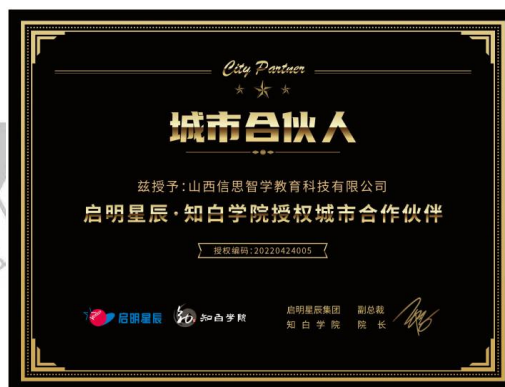 City Partner
城市合伙人
兹授予:山西信思智学教育科技有限公司
启明星辰·知白学院授权城市合作伙伴
授权编码:20220424005
启明星辰 知白学院
启明星辰集团 副总裁
知白学院 院长